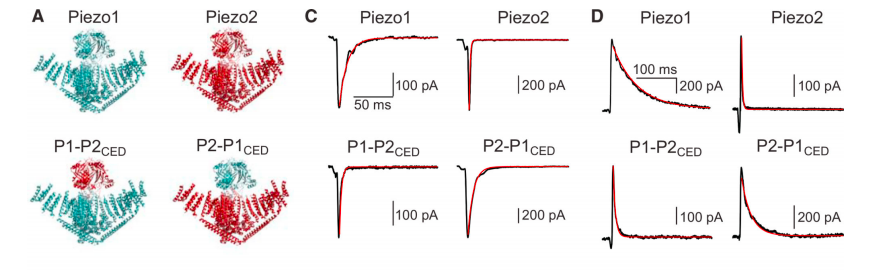 A Piezo1 Piezo2
P1-P2CED P2-P1CED
C Piezo1 Piezo2
100 pA 200 pA
50 ms
P1-P2CED P2-P1CED
100 pA 200 pA
D Piezo1 Piezo2
100 ms
200 pA 100 pA
P1-P2CED P2-P1CED
100 pA 200 pA